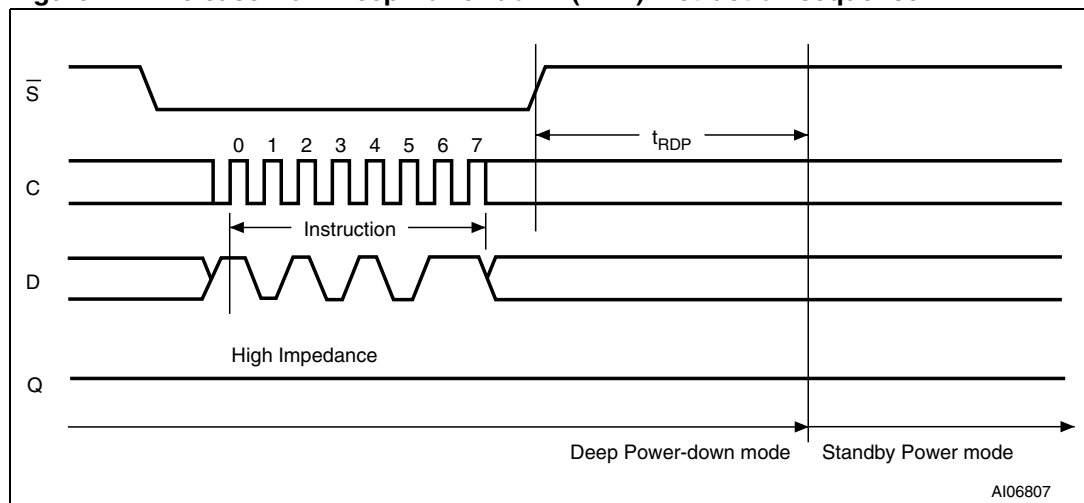 S
0 1 2 3 4 5 6 7
tRDP
C
Instruction
D
High Impedance
Q
Deep Power-down mode Standby Power mode
AI06807